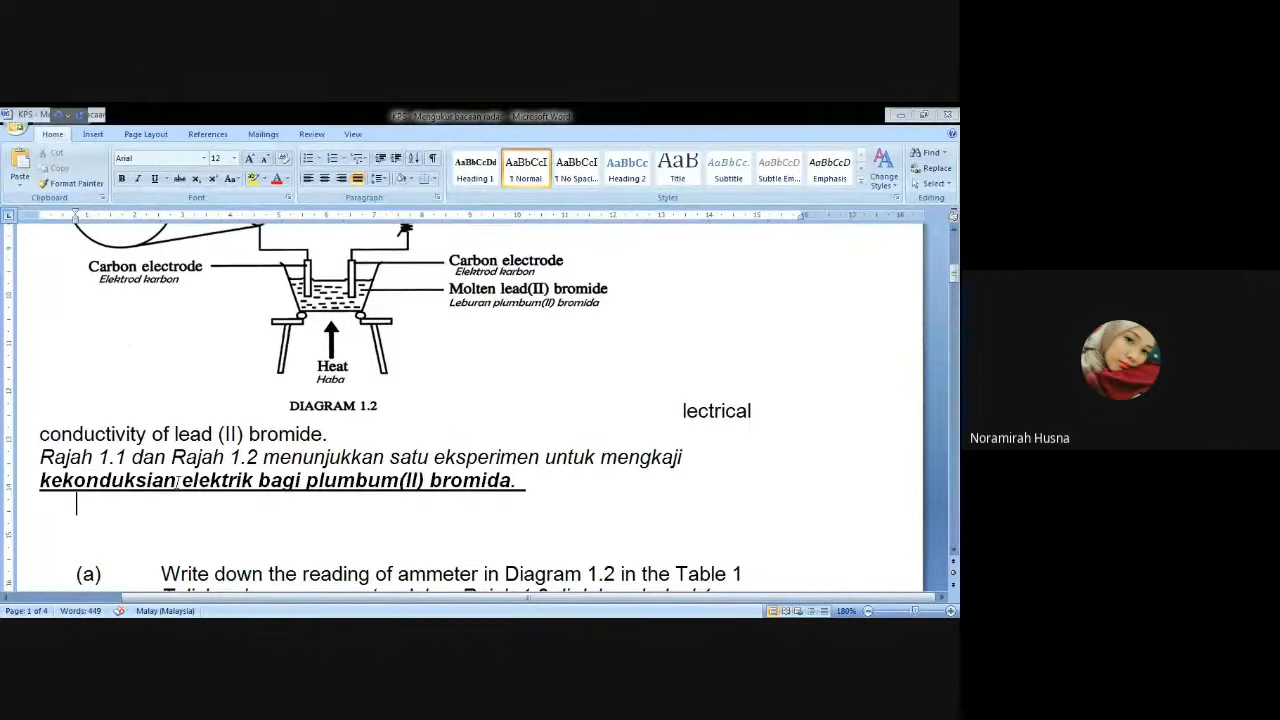 KPS - Mengukur bacaan radas - Microsoft Word
Home Insert Page Layout References Mailings Review View
Paste
Cut
Copy
Format Painter
Clipboard
Arial 12
Font
Paragraph
AaBbCcDd AaBbCcI AaBbCcI AaBbCc AaB AaBbCc. AaBbCcD AaBbCcD
Heading 1 ¶ Normal ¶ No Spaci... Heading 2 Title Subtitle Subtle Em... Emphasis
Styles
Change Styles
Find
Replace
Select
Editing
Carbon electrode
Elektrod karbon
Carbon electrode
Elektrod karbon
Molten lead(II) bromide
Leburan plumbum(II) bromida
Heat
Haba
DIAGRAM 1.2
lectrical
conductivity of lead (II) bromide.
Rajah 1.1 dan Rajah 1.2 menunjukkan satu eksperimen untuk mengkaji
kekonduksian elektrik bagi plumbum(II) bromida.
(a) Write down the reading of ammeter in Diagram 1.2 in the Table 1
Page: 1 of 4 Words: 449 Malay (Malaysia) 180%
Noramirah Husna